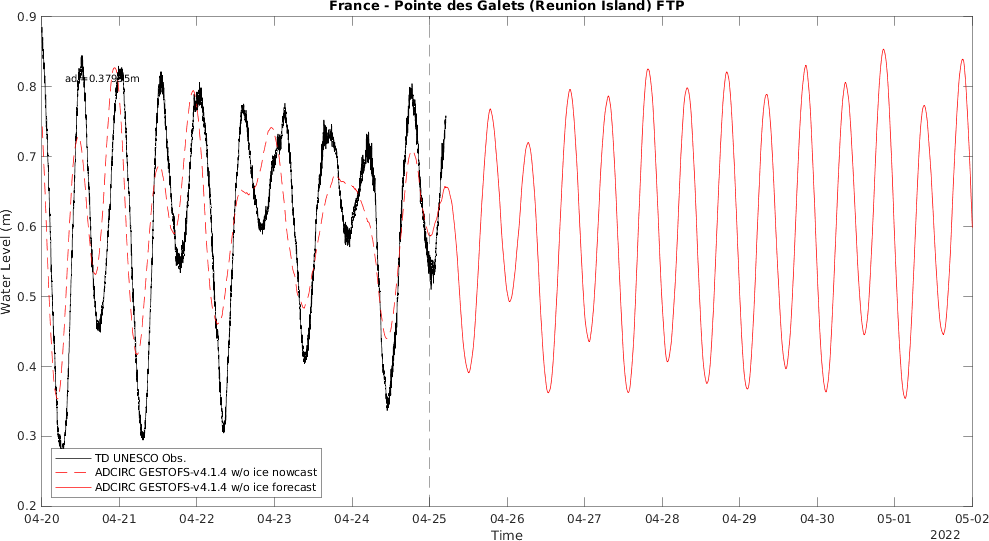 France - Pointe des Galets (Reunion Island) FTP
0.9
0.8
0.7
0.6
0.5
0.4
0.3
0.2
Water Level (m)
TD UNESCO Obs.
ADCIRC GESTOFS-v4.1.4 w/o ice nowcast
ADCIRC GESTOFS-v4.1.4 w/o ice forecast
04-20 04-21 04-22 04-23 04-24 04-25 04-26 04-27 04-28 04-29 04-30 05-01 05-02
Time
2022